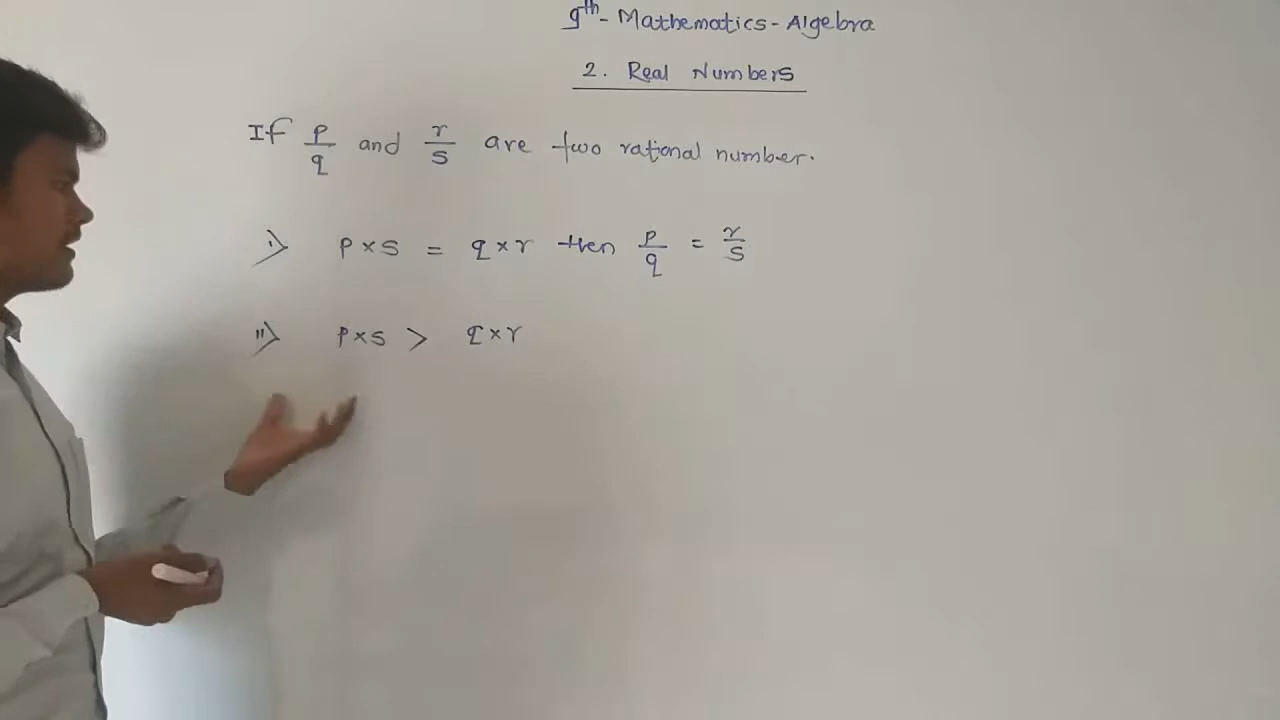 9th - Mathematics - Algebra
2. Real Numbers
If p/q and r/s are two rational number.
i) p × s = q × r then p/q = r/s
ii) p × s > q × r